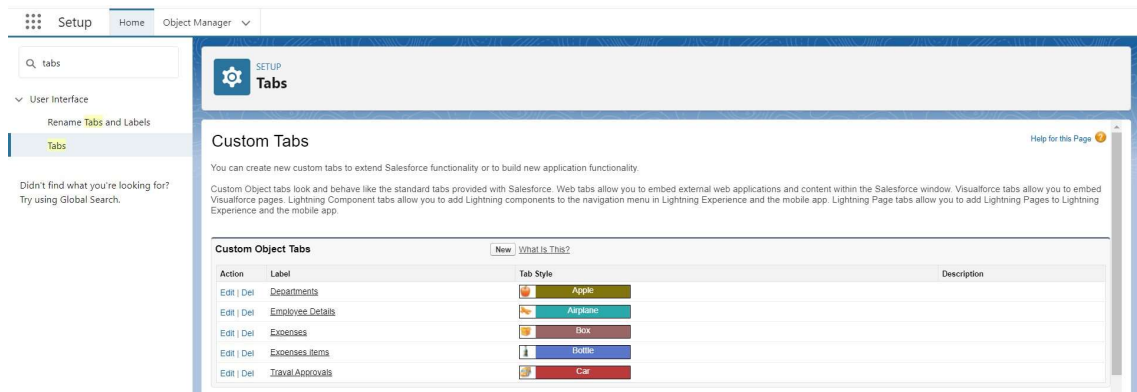 Setup Home Object Manager
tabs
User Interface
Rename Tabs and Labels
Tabs
Didn't find what you're looking for?
Try using Global Search.
SETUP
Tabs
Custom Tabs
Help for this Page
You can create new custom tabs to extend Salesforce functionality or to build new application functionality.
Custom Object tabs look and behave like the standard tabs provided with Salesforce. Web tabs allow you to embed external web applications and content within the Salesforce window. Visualforce tabs allow you to embed
Visualforce pages. Lightning Component tabs allow you to add Lightning components to the navigation menu in Lightning Experience and the mobile app. Lightning Page tabs allow you to add Lightning Pages to Lightning
Experience and the mobile app.
Custom Object Tabs New What Is This?
Action Label Tab Style Description
Edit | Del Departments Apple
Edit | Del Employee Details Airplane
Edit | Del Expenses Box
Edit | Del Expenses items Bottle
Edit | Del Traval Approvals Car